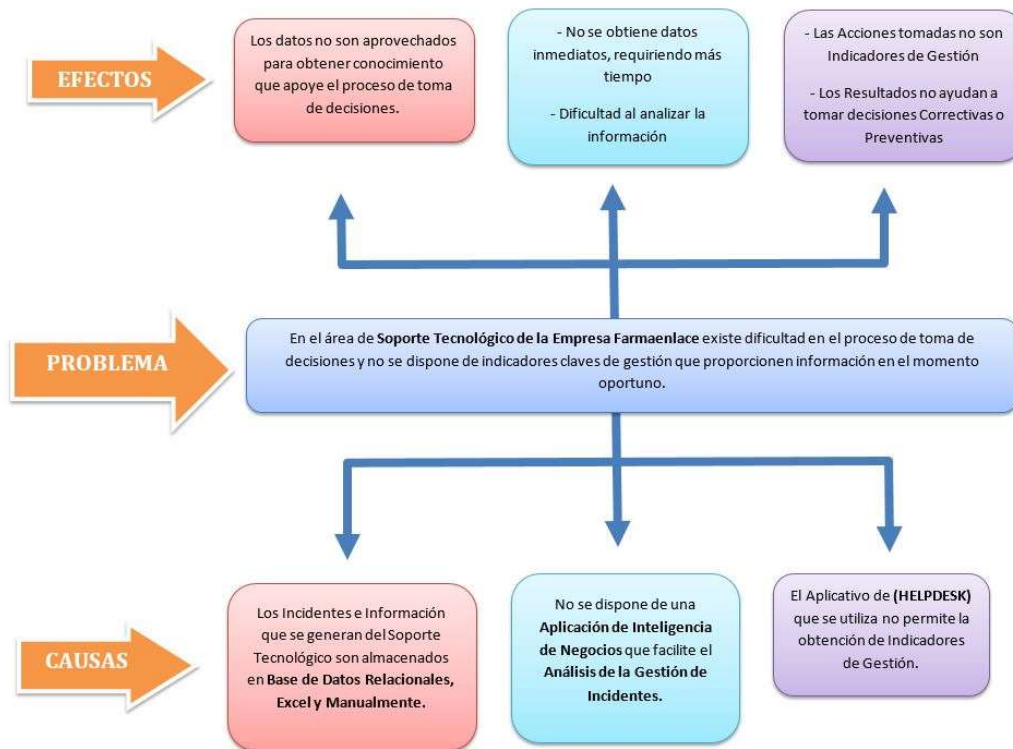 EFECTOS
Los datos no son aprovechados
para obtener conocimiento
que apoye el proceso de toma
de decisiones.
- No se obtiene datos
inmediatos, requiriendo más
tiempo
- Dificultad al analizar la
información
- Las Acciones tomadas no son
Indicadores de Gestión
- Los Resultados no ayudan a
tomar decisiones Correctivas o
Preventivas
PROBLEMA
En el área de Soporte Tecnológico de la Empresa Farmaenlace existe dificultad en el proceso de toma de
decisiones y no se dispone de indicadores claves de gestión que proporcionen información en el momento
oportuno.
CAUSAS
Los Incidentes e Información
que se generan del Soporte
Tecnológico son almacenados
en Base de Datos Relacionales,
Excel y Manualmente.
No se dispone de una
Aplicación de Inteligencia
de Negocios que facilite el
Análisis de la Gestión de
Incidentes.
El Aplicativo de (HELPDESK)
que se utiliza no permite la
obtención de Indicadores
de Gestión.